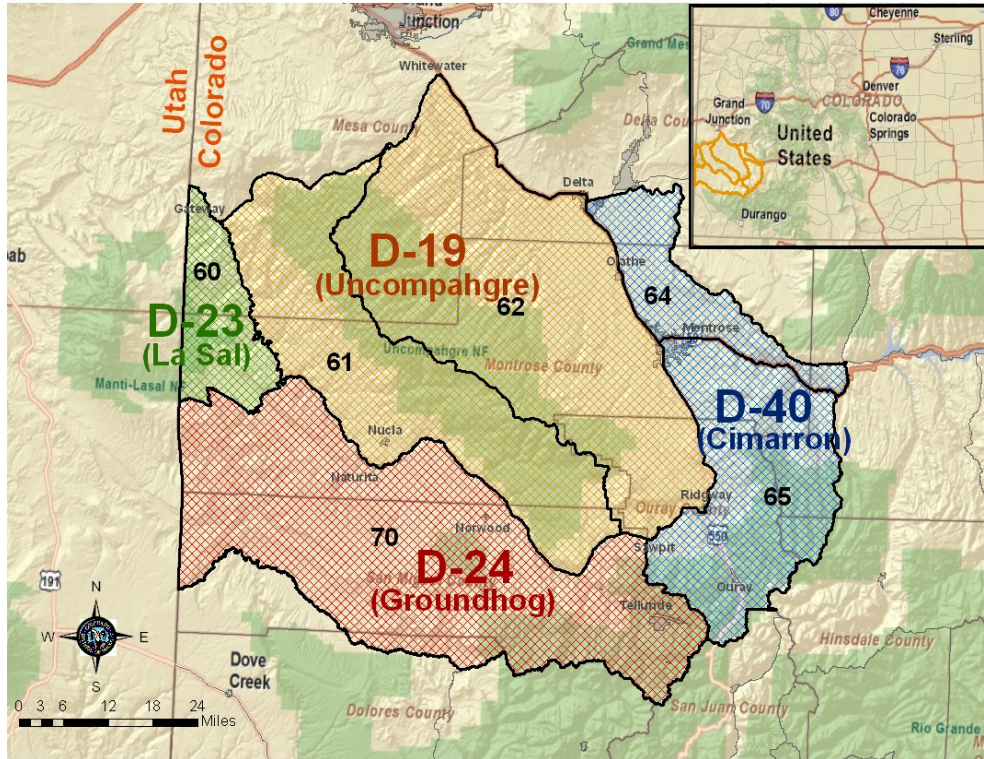 Grand
Junction
Whitewater
Utah
Colorado
Grand Mes
Mesa County
Delta Cou
Delta
Gateway
ab
60
D-19
(Uncompahgre)
62
Olathe
64
Montrose
D-23
(La Sal)
61
Uncompahgre NF
Montrose County
Manti-Lasal NF
D-40
(Cimarron)
Nucla
Naturita
Ridgway
Ouray County
65
Norwood
70
Sawpit
550
D-24
(Groundhog)
San Miguel County
Ouray
Telluride
191
N
W
E
S
Hinsdale County
Dove
Creek
0 3 6 12 18 24
Miles
Dolores County
San Juan County
Rio Grande
80
Cheyenne
Sterling
76
Denver
Grand
Junction
70
COLORADO
Colorado
Springs
United
States
Durango